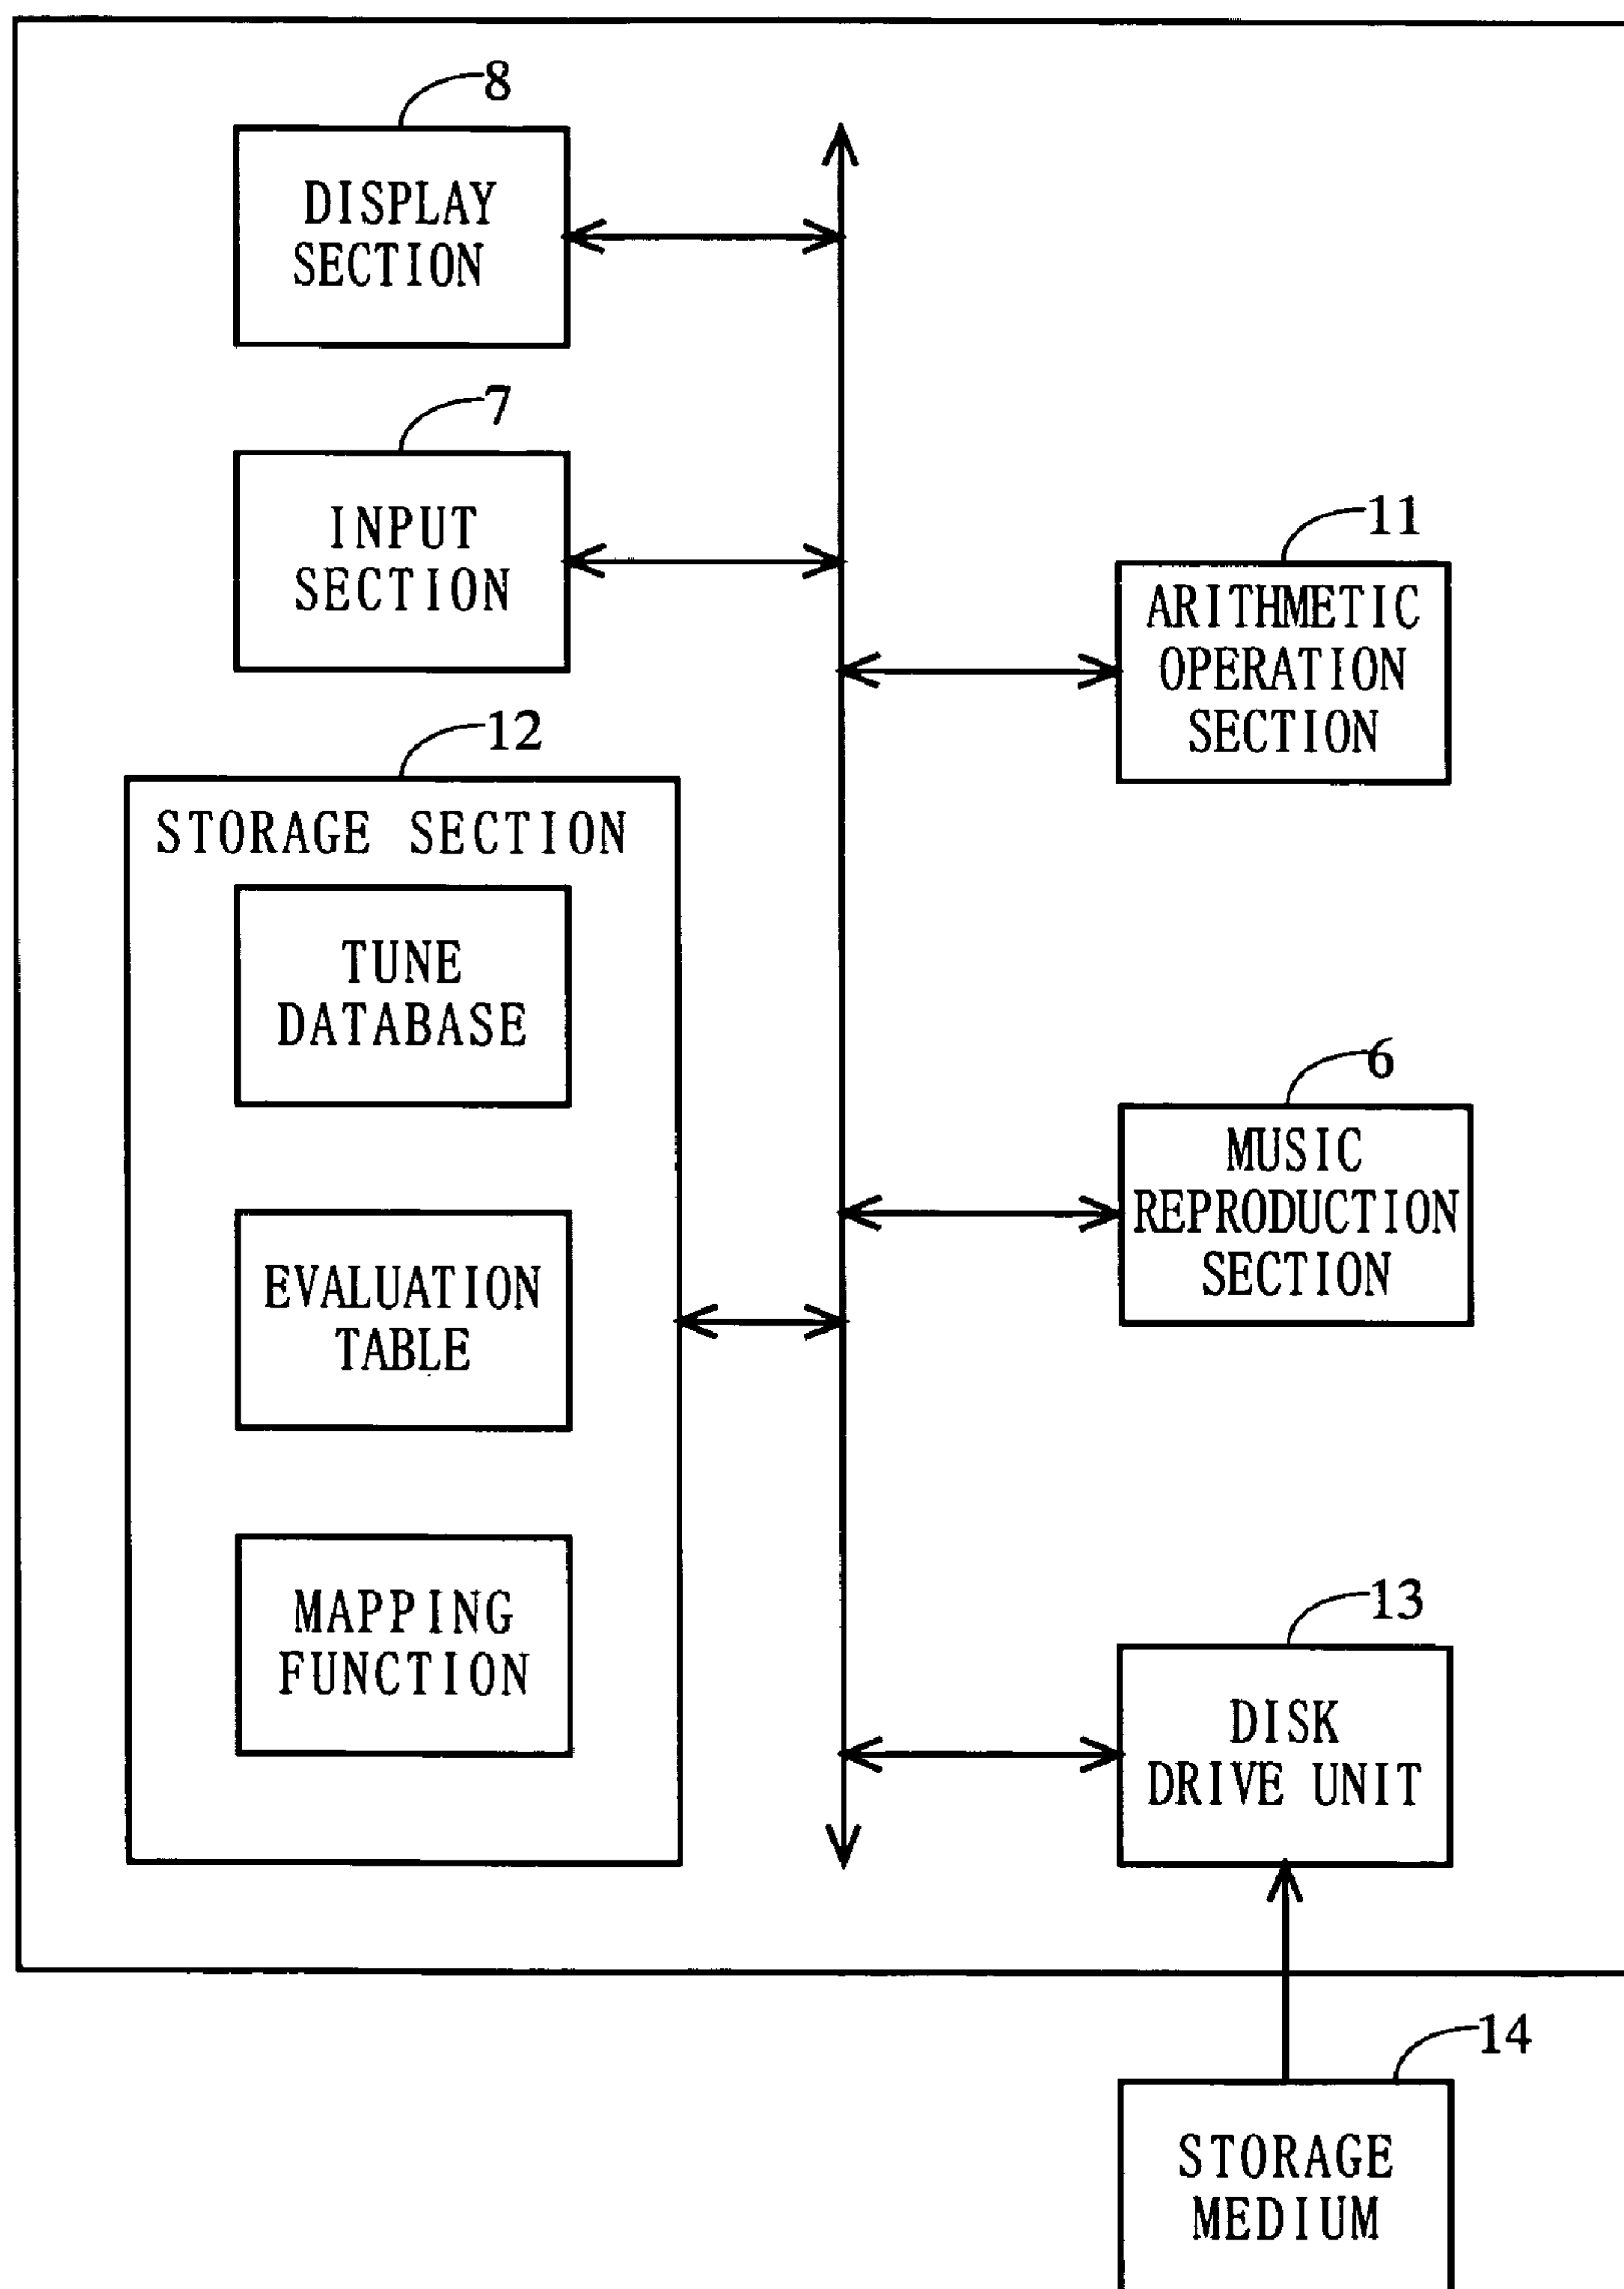 8
DISPLAY
SECTION
7
INPUT
SECTION
11
ARITHMETIC
OPERATION
SECTION
12
STORAGE SECTION
TUNE
DATABASE
6
MUSIC
REPRODUCTION
SECTION
EVALUATION
TABLE
MAPPING
FUNCTION
13
DISK
DRIVE UNIT
14
STORAGE
MEDIUM